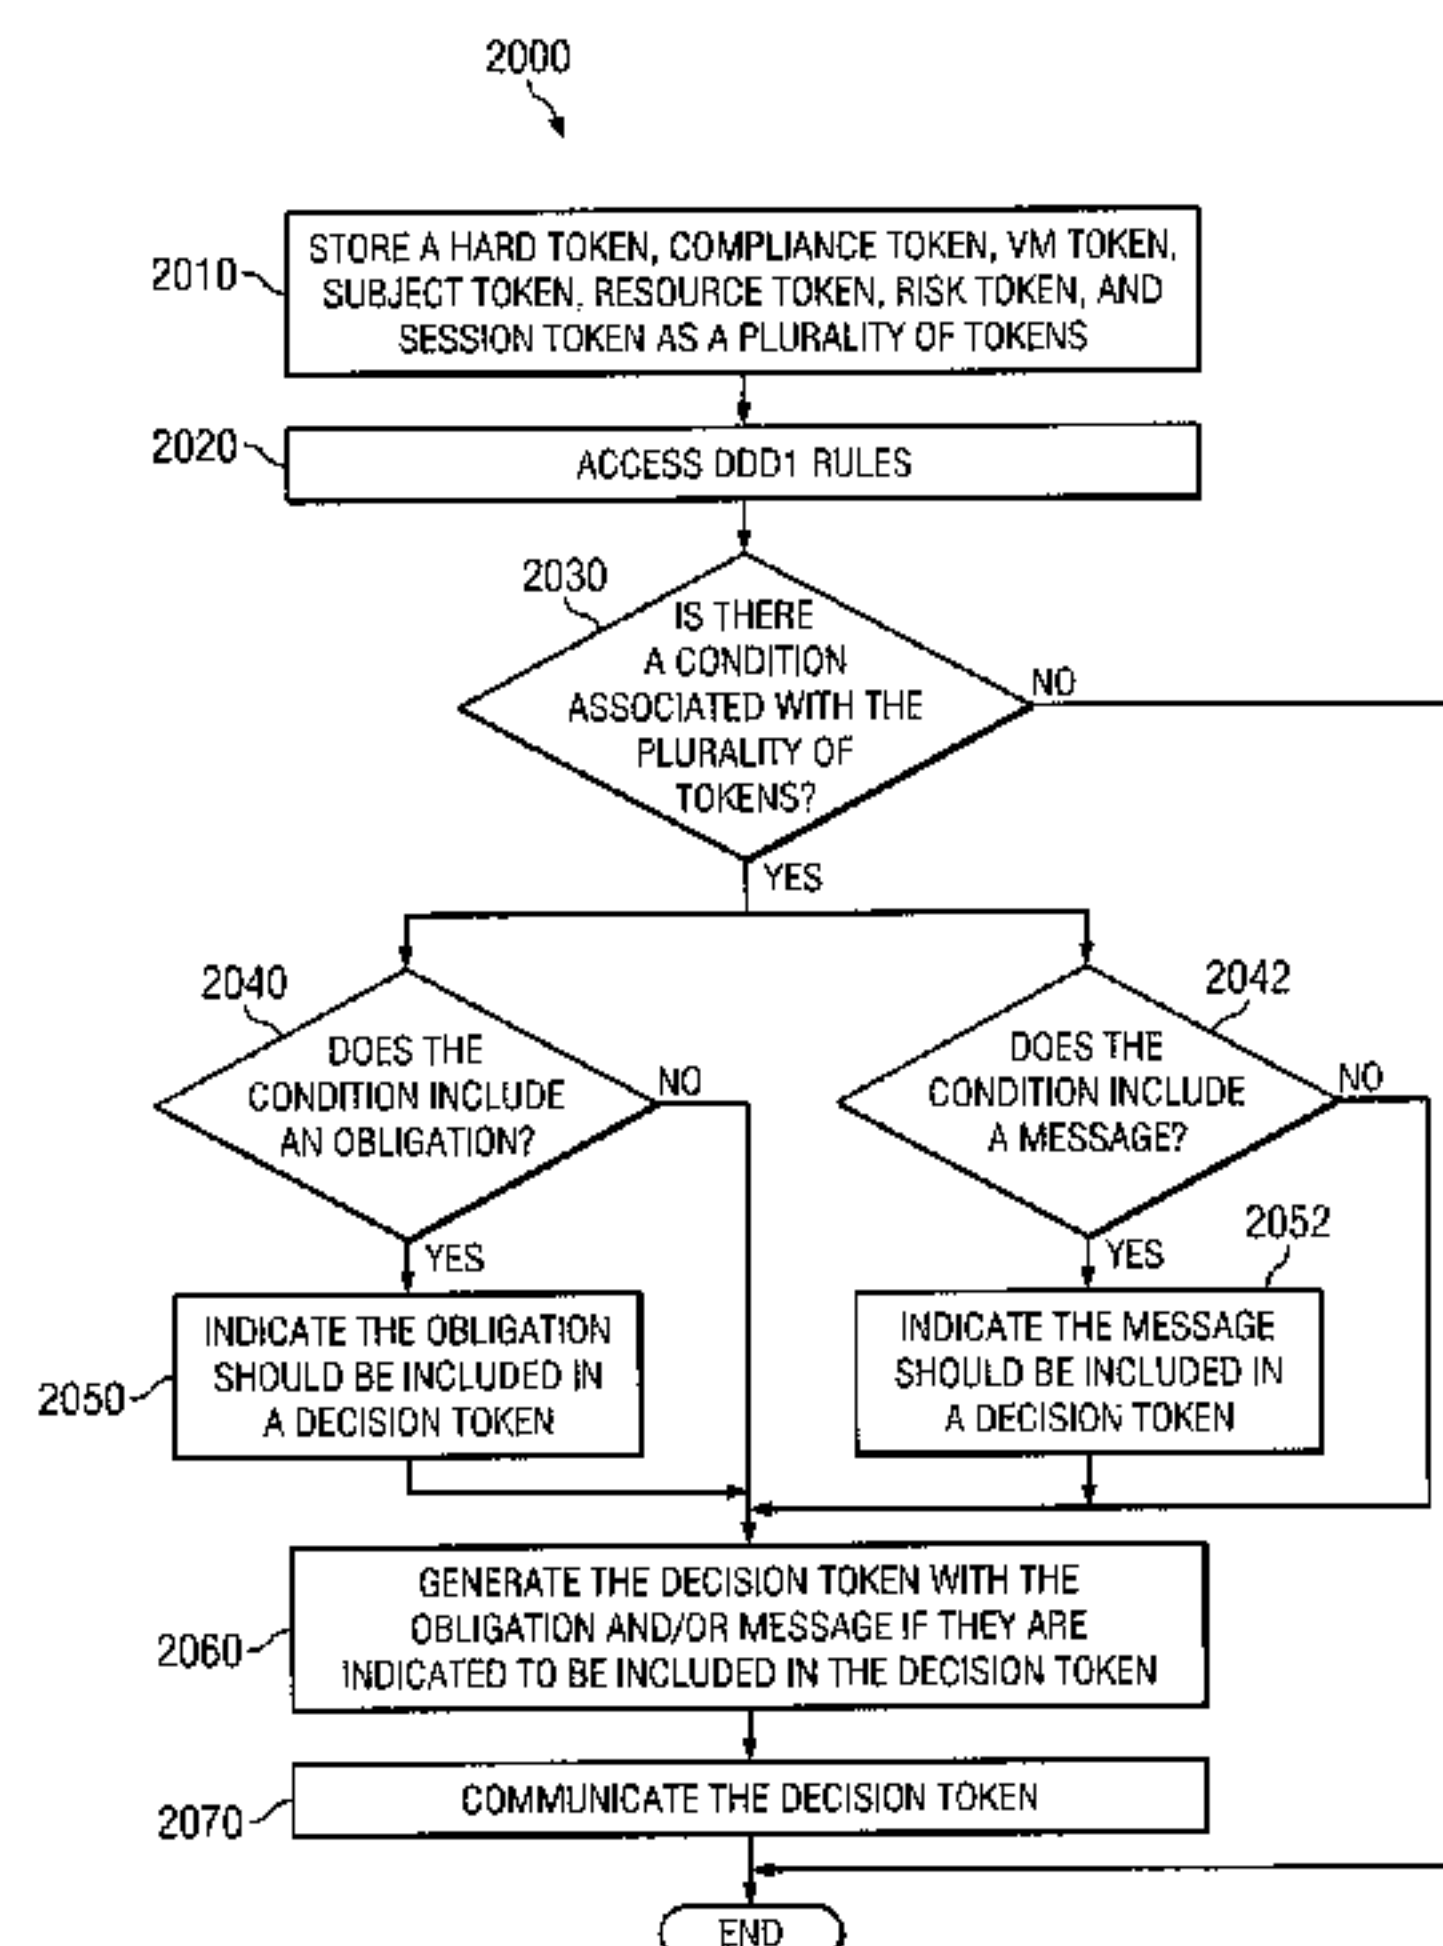 2000
2010
STORE A HARD TOKEN, COMPLIANCE TOKEN, VM TOKEN,
SUBJECT TOKEN, RESOURCE TOKEN, RISK TOKEN, AND
SESSION TOKEN AS A PLURALITY OF TOKENS
2020
ACCESS DDD1 RULES
2030
IS THERE
A CONDITION
ASSOCIATED WITH THE
PLURALITY OF
TOKENS?
NO
YES
2040
DOES THE
CONDITION INCLUDE
AN OBLIGATION?
NO
YES
2042
DOES THE
CONDITION INCLUDE
A MESSAGE?
NO
YES
2050
INDICATE THE OBLIGATION
SHOULD BE INCLUDED IN
A DECISION TOKEN
2052
INDICATE THE MESSAGE
SHOULD BE INCLUDED IN
A DECISION TOKEN
2060
GENERATE THE DECISION TOKEN WITH THE
OBLIGATION AND/OR MESSAGE IF THEY ARE
INDICATED TO BE INCLUDED IN THE DECISION TOKEN
2070
COMMUNICATE THE DECISION TOKEN
END